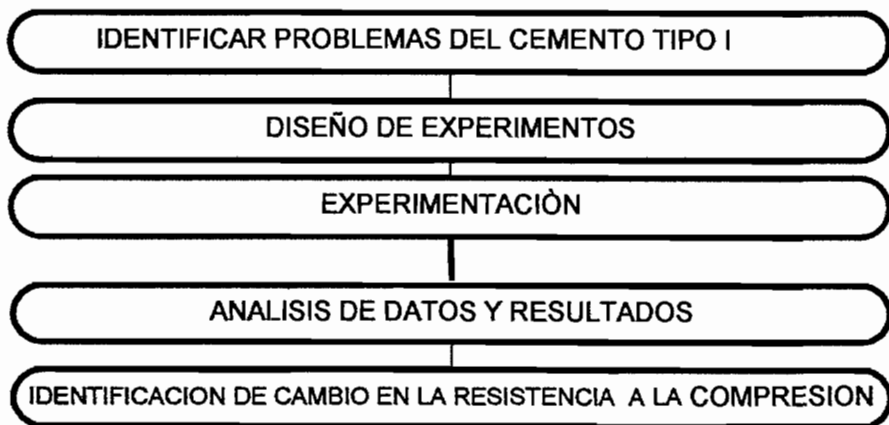 IDENTIFICAR PROBLEMAS DEL CEMENTO TIPO I
DISEÑO DE EXPERIMENTOS
EXPERIMENTACIÒN
ANALISIS DE DATOS Y RESULTADOS
IDENTIFICACION DE CAMBIO EN LA RESISTENCIA A LA COMPRESION